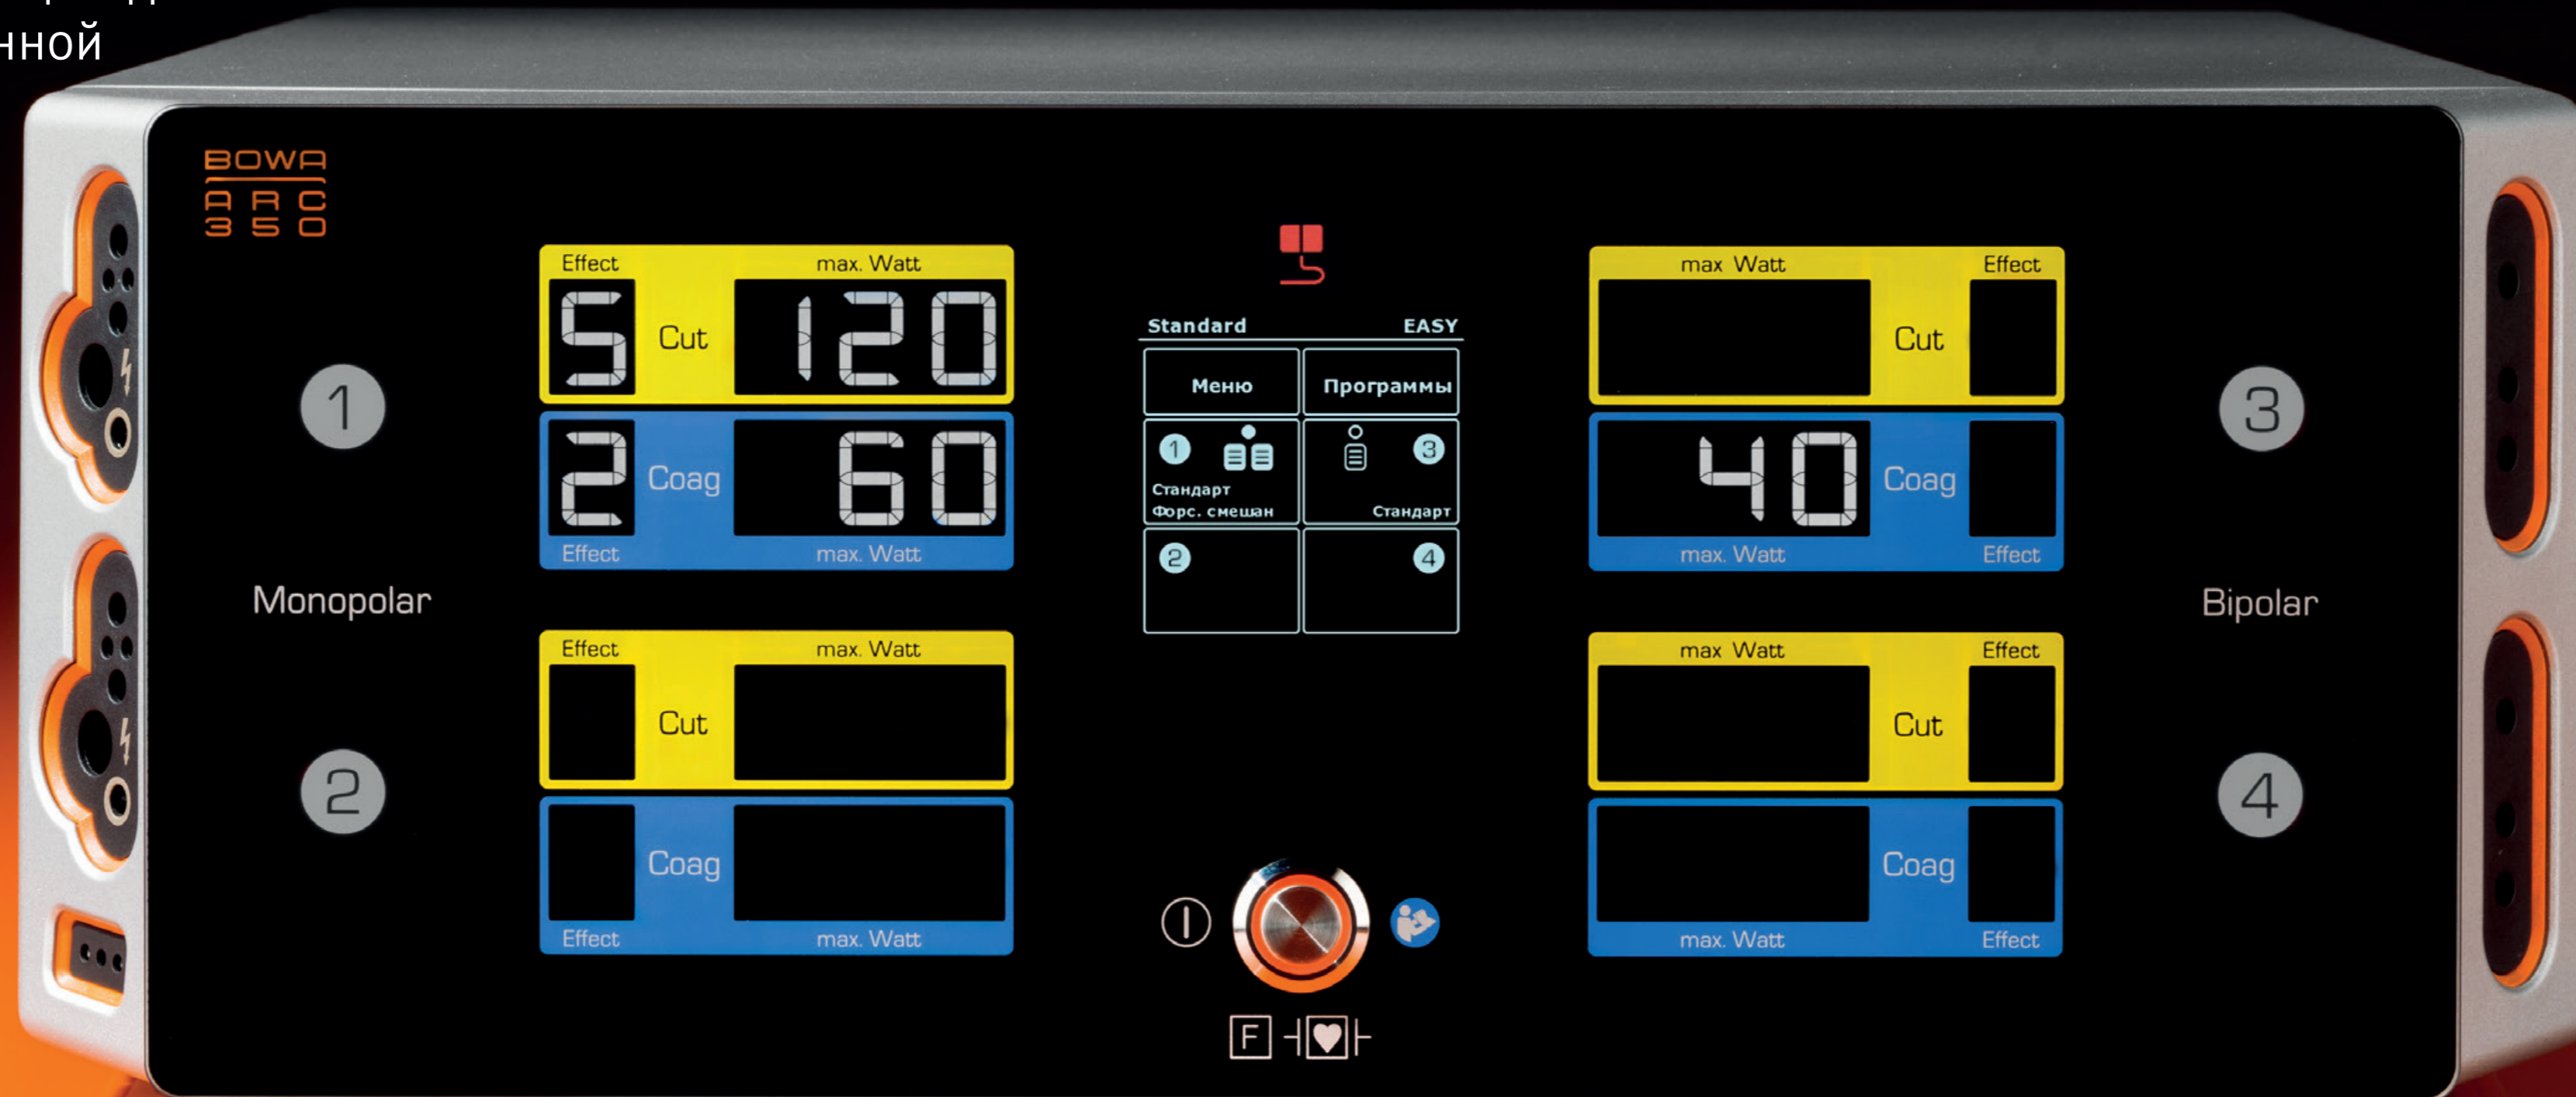 нной
BOWA
ARC
350
Effect max. Watt
5 Cut 120
2 Coag 60
Effect max. Watt
1
Monopolar
Effect max. Watt
Cut
Coag
Effect max. Watt
2
Standard EASY
Меню Программы
1 3
Стандарт
Форс. смешан Стандарт
2 4
F
max Watt Effect
Cut
40 Coag
max. Watt Effect
3
Bipolar
max Watt Effect
Cut
Coag
max. Watt Effect
4